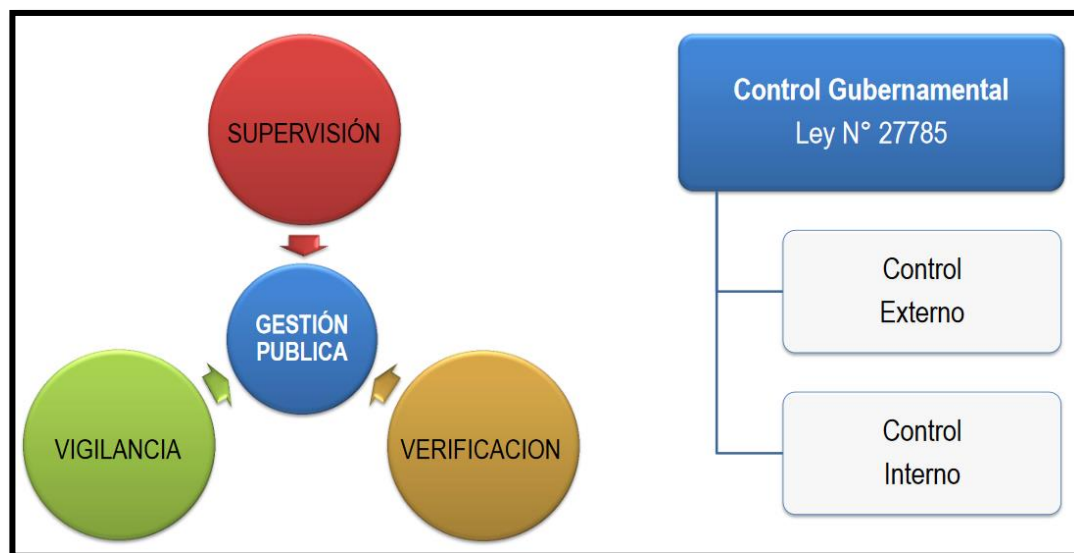 SUPERVISIÓN
GESTIÓN
PUBLICA
VIGILANCIA
VERIFICACION
Control Gubernamental
Ley N° 27785
Control
Externo
Control
Interno